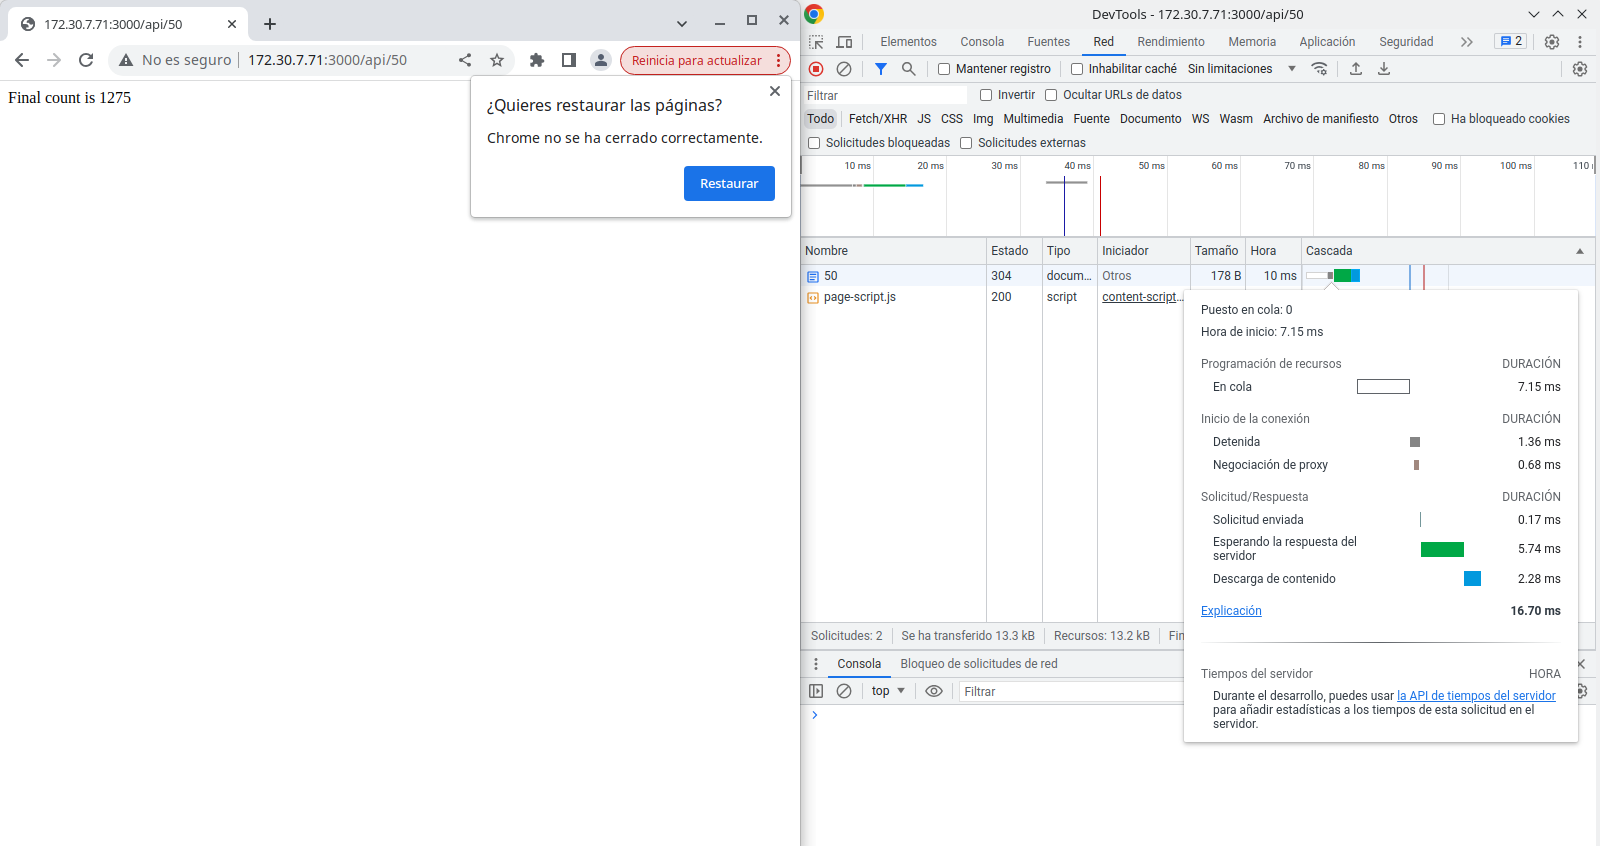 172.30.7.71:3000/api/50
No es seguro 172.30.7.71:3000/api/50
Reinicia para actualizar
Final count is 1275
¿Quieres restaurar las páginas?
Chrome no se ha cerrado correctamente.
Restaurar
DevTools - 172.30.7.71:3000/api/50
Elementos Consola Fuentes Red Rendimiento Memoria Aplicación Seguridad 2
Mantener registro Inhabilitar caché Sin limitaciones
Filtrar Invertir Ocultar URLs de datos
Todo Fetch/XHR JS CSS Img Multimedia Fuente Documento WS Wasm Archivo de manifiesto Otros Ha bloqueado cookies
Solicitudes bloqueadas Solicitudes externas
10 ms 20 ms 30 ms 40 ms 50 ms 60 ms 70 ms 80 ms 90 ms 100 ms 110
Nombre Estado Tipo Iniciador Tamaño Hora Cascada
50 304 docum... Otros 178 B 10 ms
page-script.js 200 script content-script...
Puesto en cola: 0
Hora de inicio: 7.15 ms
Programación de recursos DURACIÓN
En cola 7.15 ms
Inicio de la conexión DURACIÓN
Detenida 1.36 ms
Negociación de proxy 0.68 ms
Solicitud/Respuesta DURACIÓN
Solicitud enviada 0.17 ms
Esperando la respuesta del
servidor 5.74 ms
Descarga de contenido 2.28 ms
Explicación 16.70 ms
Tiempos del servidor HORA
Durante el desarrollo, puedes usar la API de tiempos del servidor
para añadir estadísticas a los tiempos de esta solicitud en el
servidor.
Solicitudes: 2 Se ha transferido 13.3 kB Recursos: 13.2 kB Fin
Consola Bloqueo de solicitudes de red
top Filtrar